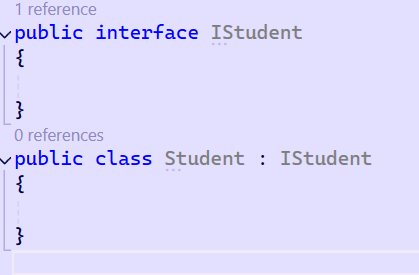 1 reference
public interface IStudent
{
}
0 references
public class Student : IStudent
{
}